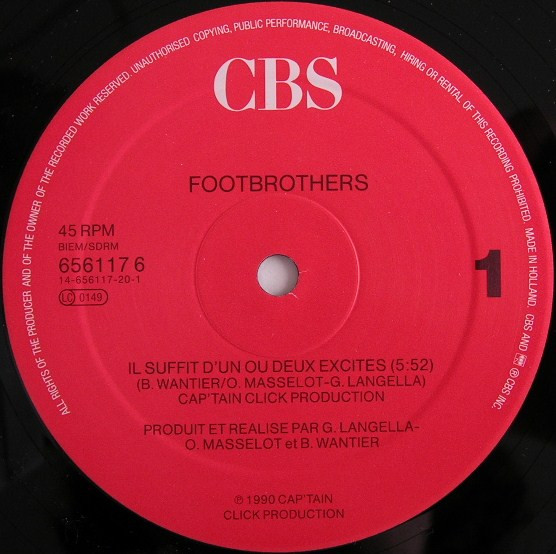 ALL RIGHTS OF THE PRODUCER AND OF THE OWNER OF THE RECORDED WORK RESERVED. UNAUTHORISED COPYING, PUBLIC PERFORMANCE, BROADCASTING, HIRING OR RENTAL OF THIS RECORDING PROHIBITED. MADE IN HOLLAND. CBS AND ℗ CBS INC.
CBS
FOOTBROTHERS
45 RPM
BIEM/SDRM
656117 6
14-656117-20-1
LC 0149
1
IL SUFFIT D'UN OU DEUX EXCITES (5:52)
(B. WANTIER/O. MASSELOT-G. LANGELLA)
CAP'TAIN CLICK PRODUCTION
PRODUIT ET REALISE PAR G. LANGELLA-
O. MASSELOT et B. WANTIER
℗ 1990 CAP'TAIN
CLICK PRODUCTION